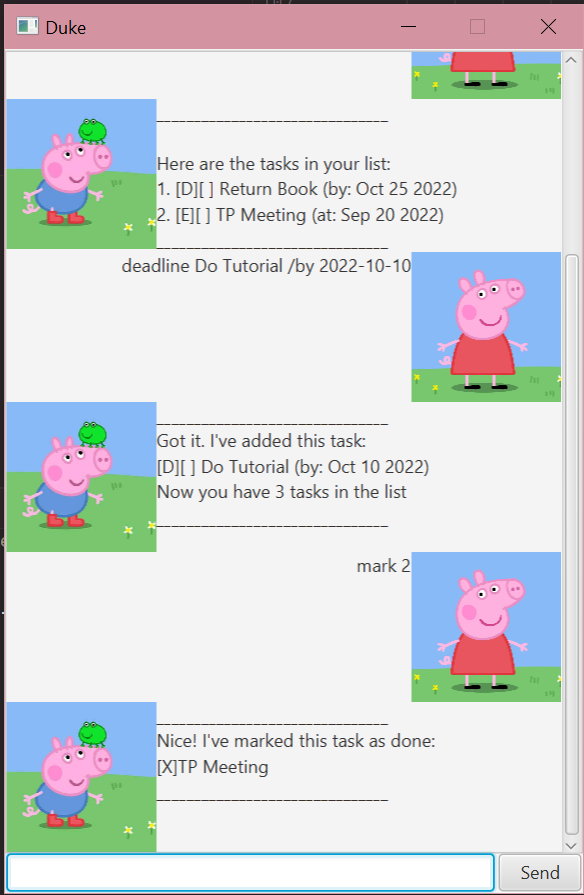 Duke
____________________________
Here are the tasks in your list:
1. [D][ ] Return Book (by: Oct 25 2022)
2. [E][ ] TP Meeting (at: Sep 20 2022)
____________________________
deadline Do Tutorial /by 2022-10-10
____________________________
Got it. I've added this task:
[D][ ] Do Tutorial (by: Oct 10 2022)
Now you have 3 tasks in the list
____________________________
mark 2
____________________________
Nice! I've marked this task as done:
[X]TP Meeting
____________________________
Send